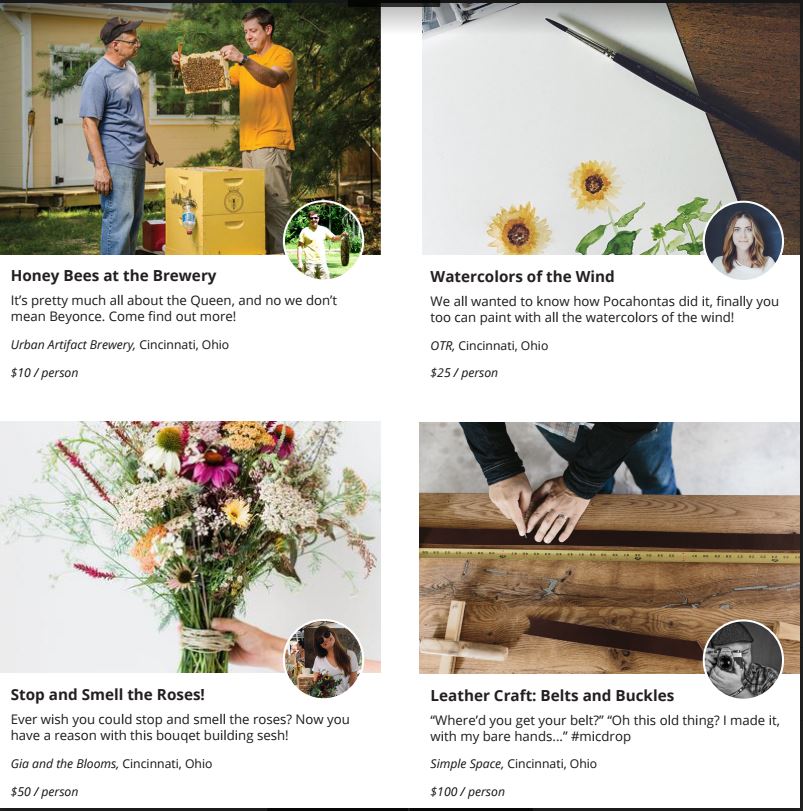 Honey Bees at the Brewery
It's pretty much all about the Queen, and no we don't
mean Beyonce. Come find out more!
Urban Artifact Brewery, Cincinnati, Ohio
$10 / person
Watercolors of the Wind
We all wanted to know how Pocahontas did it, finally you
too can paint with all the watercolors of the wind!
OTR, Cincinnati, Ohio
$25 / person
Stop and Smell the Roses!
Ever wish you could stop and smell the roses? Now you
have a reason with this bouqet building sesh!
Gia and the Blooms, Cincinnati, Ohio
$50 / person
Leather Craft: Belts and Buckles
“Where’d you get your belt?” “Oh this old thing? I made it,
with my bare hands...” #micdrop
Simple Space, Cincinnati, Ohio
$100 / person